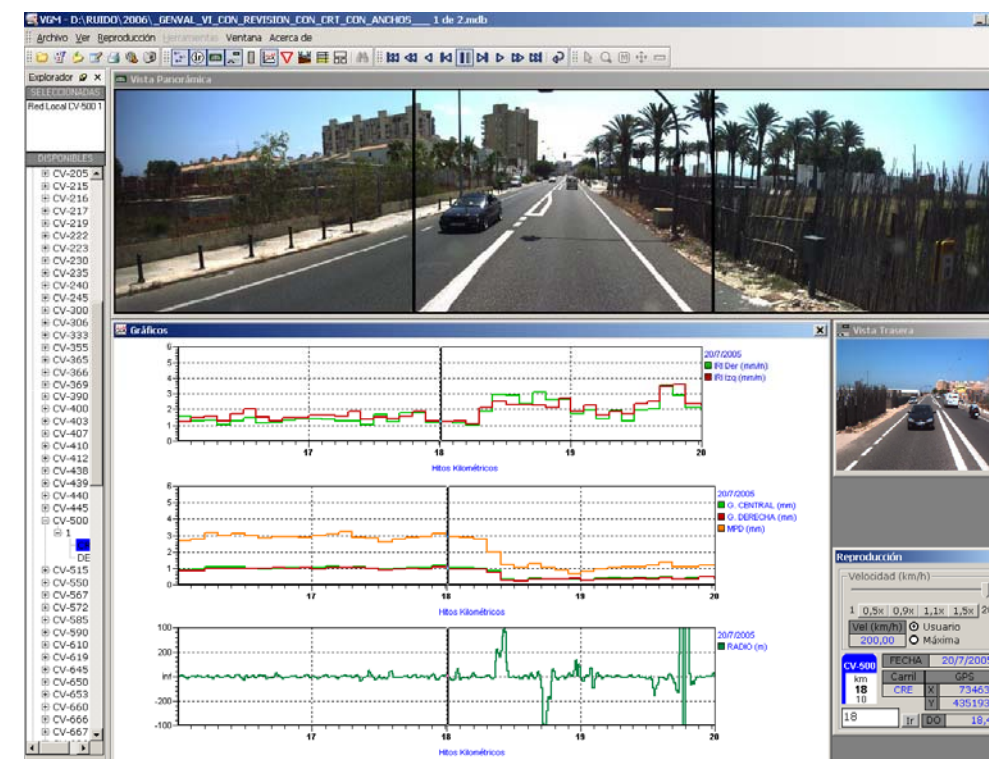 VGM - D:\RUIDO\2006\_GENVAL_VI_CON_REVISION_CON_CRT_CON_ANCHOS___ 1 de 2.mdb
Archivo Ver Reproducción Herramientas Ventana Acerca de
Explorador
SELECCIONADAS
Red Local CV-500 1
DISPONIBLES
CV-205
CV-215
CV-216
CV-217
CV-219
CV-222
CV-223
CV-230
CV-235
CV-240
CV-245
CV-300
CV-306
CV-333
CV-355
CV-365
CV-366
CV-369
CV-390
CV-400
CV-403
CV-407
CV-410
CV-412
CV-438
CV-439
CV-440
CV-445
CV-500
1
DE
CV-515
CV-550
CV-567
CV-572
CV-585
CV-590
CV-610
CV-619
CV-645
CV-650
CV-653
CV-660
CV-666
CV-667
Vista Panorámica
Gráficos
6
5
4
3
2
1
0
17
18
19
20
Hitos Kilométricos
20/7/2005
IRI Der (mm/m)
IRI Izq (mm/m)
6
5
4
3
2
1
0
17
18
19
20
Hitos Kilométricos
20/7/2005
G. CENTRAL (mm)
G. DERECHA (mm)
MPD (mm)
100
200
inf
-200
-100
17
18
19
20
Hitos Kilométricos
20/7/2005
RADIO (m)
Vista Trasera
Reproducción
Velocidad (km/h)
1 0,5x 0,9x 1,1x 1,5x
Vel (km/h) Usuario
200,00 Máxima
CV-500 FECHA 20/7/2005
km Carril GPS
18 CRE X 73463
10 Y 435193
18 Ir DO 18,4